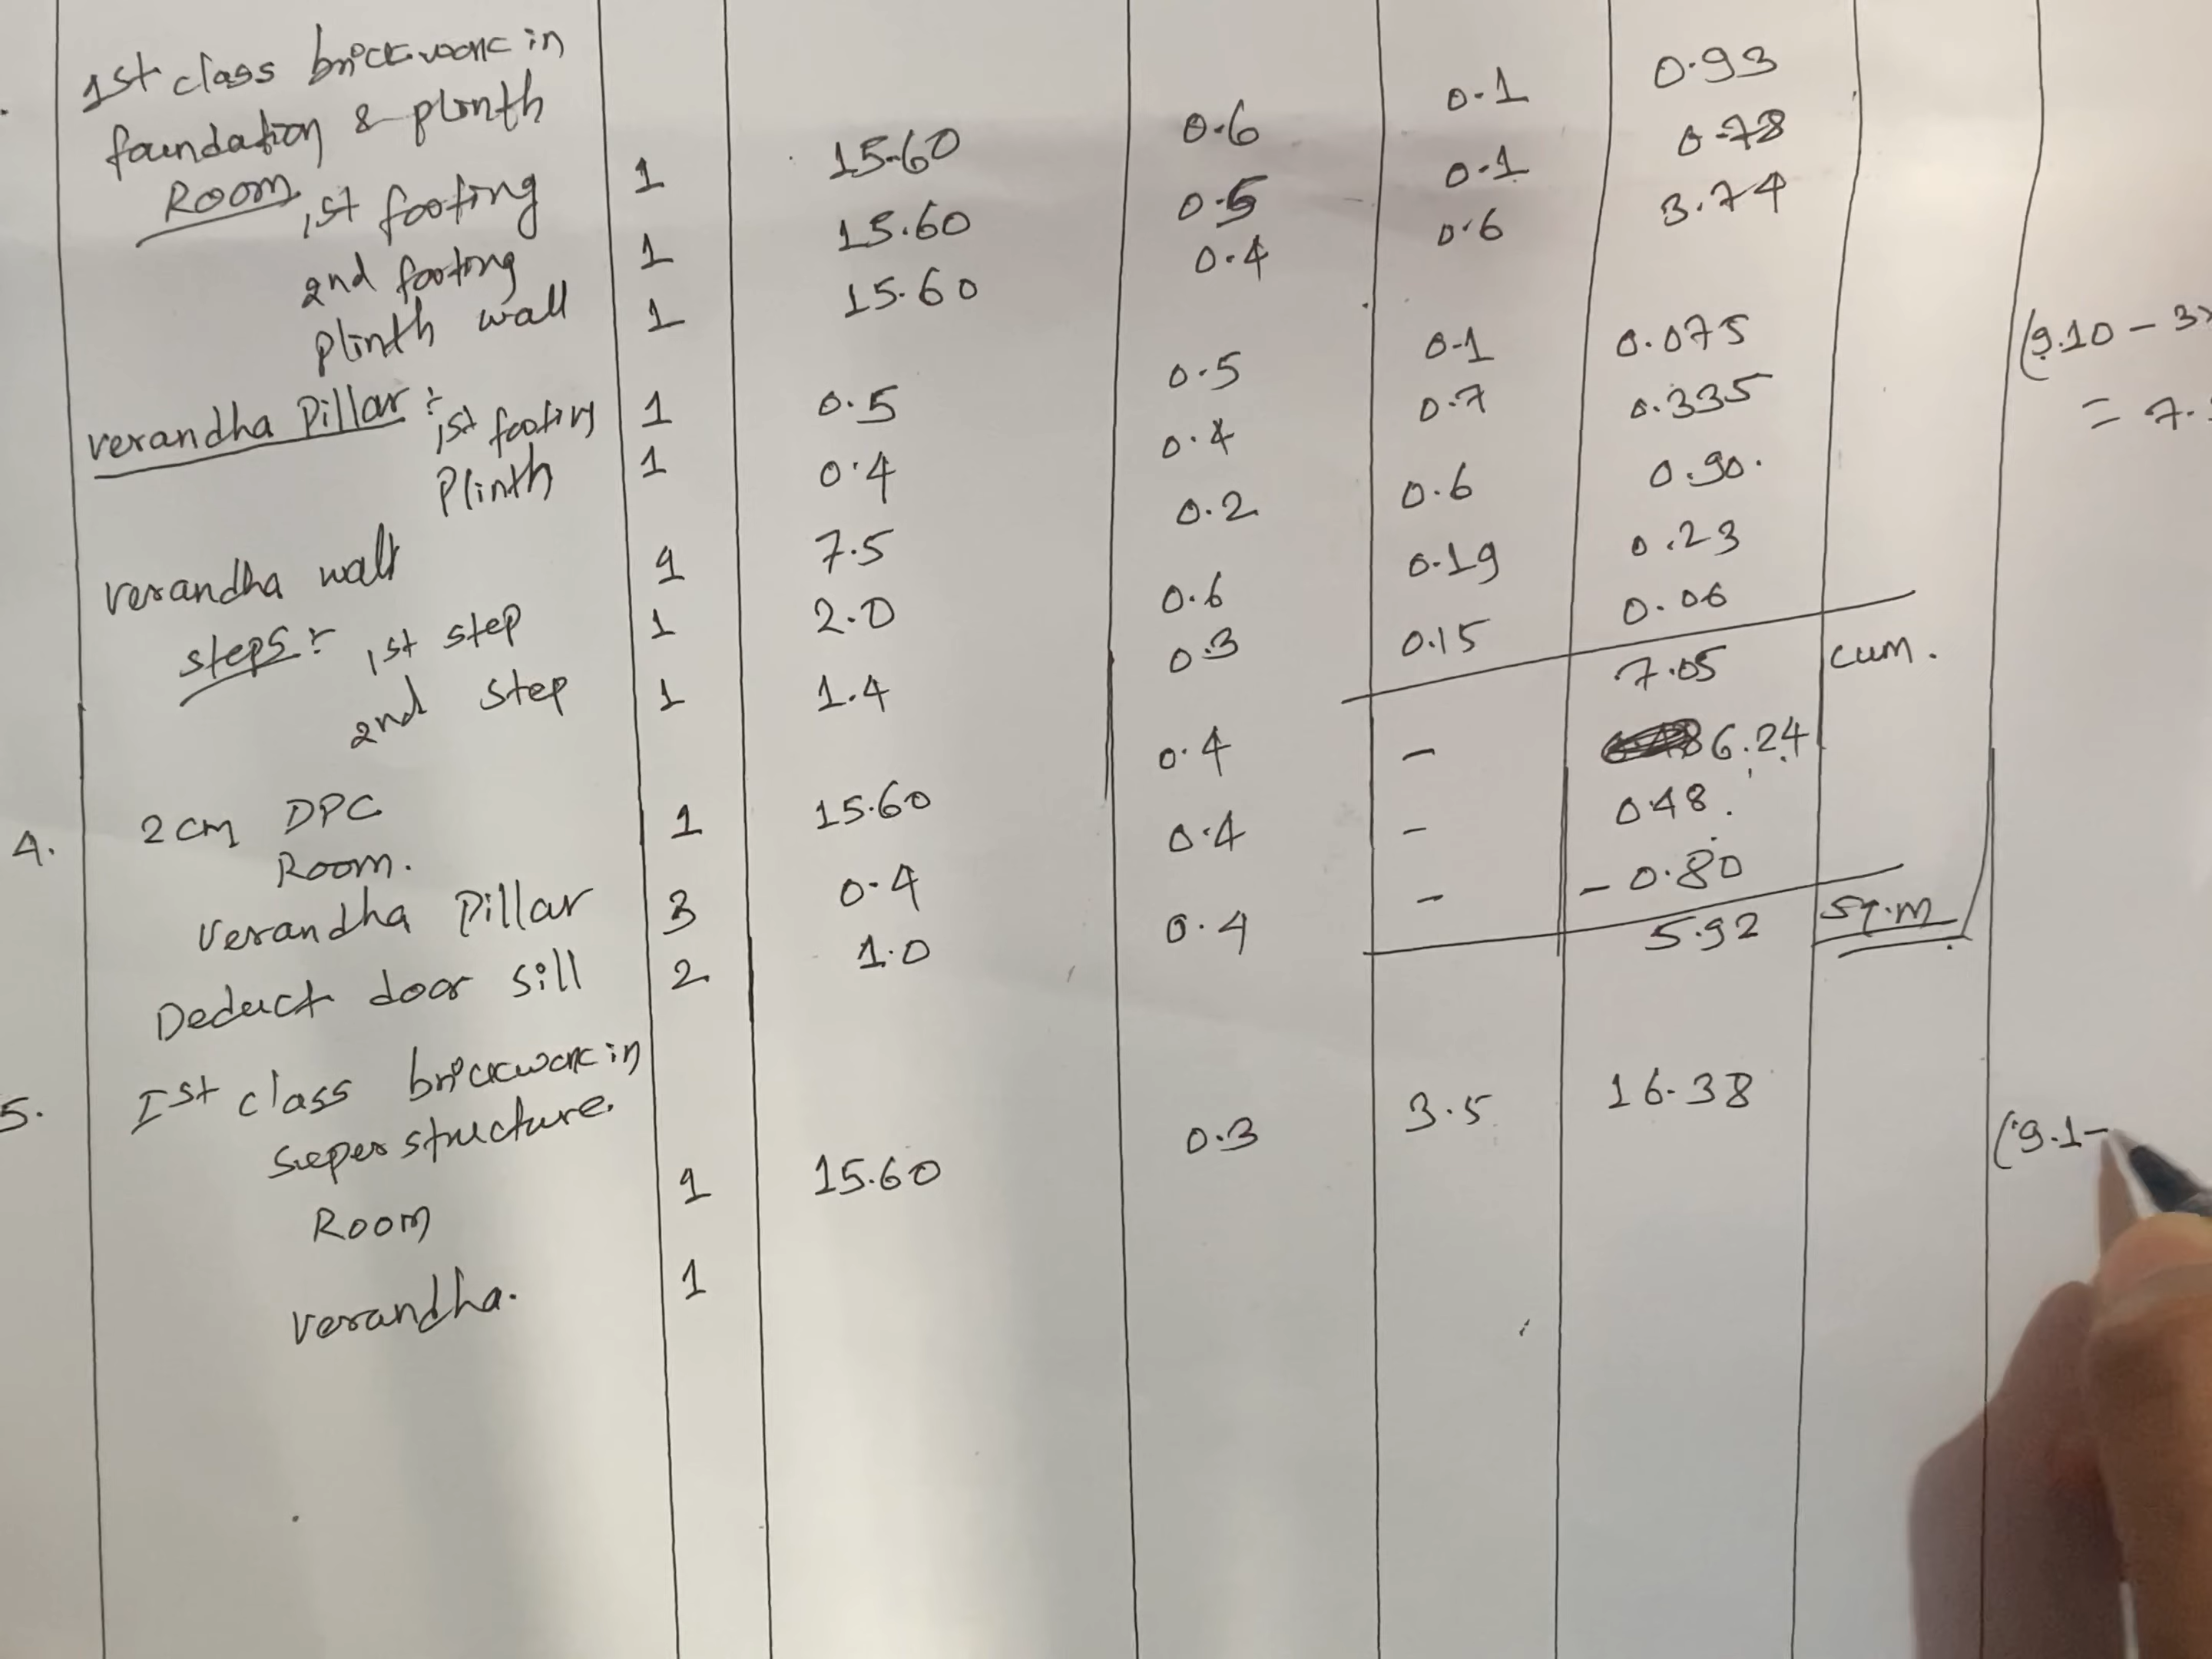 1st class brickwork in 0.93
foundation & plinth 0.1 0.78
Room 1st footing 1 15.60 0.6 0.1 3.74
2nd footing 1 15.60 0.5 0.6
plinth wall 1 15.60 0.4
(9.10 - 3
verandha Pillar :- 1st footing 1 0.5 0.5 0.1 0.075
Plinth 1 0.4 0.4 0.7 0.335 = 7.
verandha wall 1 7.5 0.2 0.6 0.90.
steps :- 1st step 1 2.0 0.6 0.19 0.23
2nd step 1 1.4 0.3 0.15 0.06
7.05 cum.
4. 2cm DPC
Room. 1 15.60 0.4 - 6.24
verandha Pillar 3 0.4 0.4 - 0.48.
Deduct door sill 2 1.0 0.4 - - 0.80
5.92 Sq.m
5. Ist class brickwork in
superstructure.
Room 1 15.60 0.3 3.5 16.38
verandha. 1 (9.1-